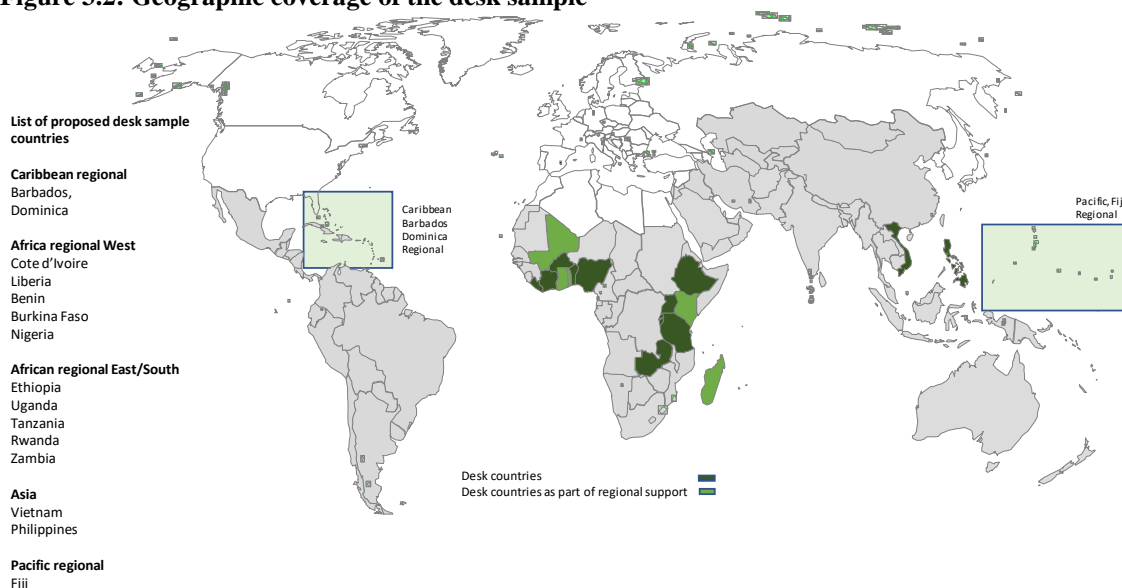 Figure 3.2: Geographic coverage of the desk sample
List of proposed desk sample
countries
Caribbean regional
Barbados,
Dominica
Africa regional West
Cote d'Ivoire
Liberia
Benin
Burkina Faso
Nigeria
African regional East/South
Ethiopia
Uganda
Tanzania
Rwanda
Zambia
Asia
Vietnam
Philippines
Pacific regional
Fiji
Caribbean
Barbados
Dominica
Regional
Pacific, Fiji
Regional
Desk countries
Desk countries as part of regional support